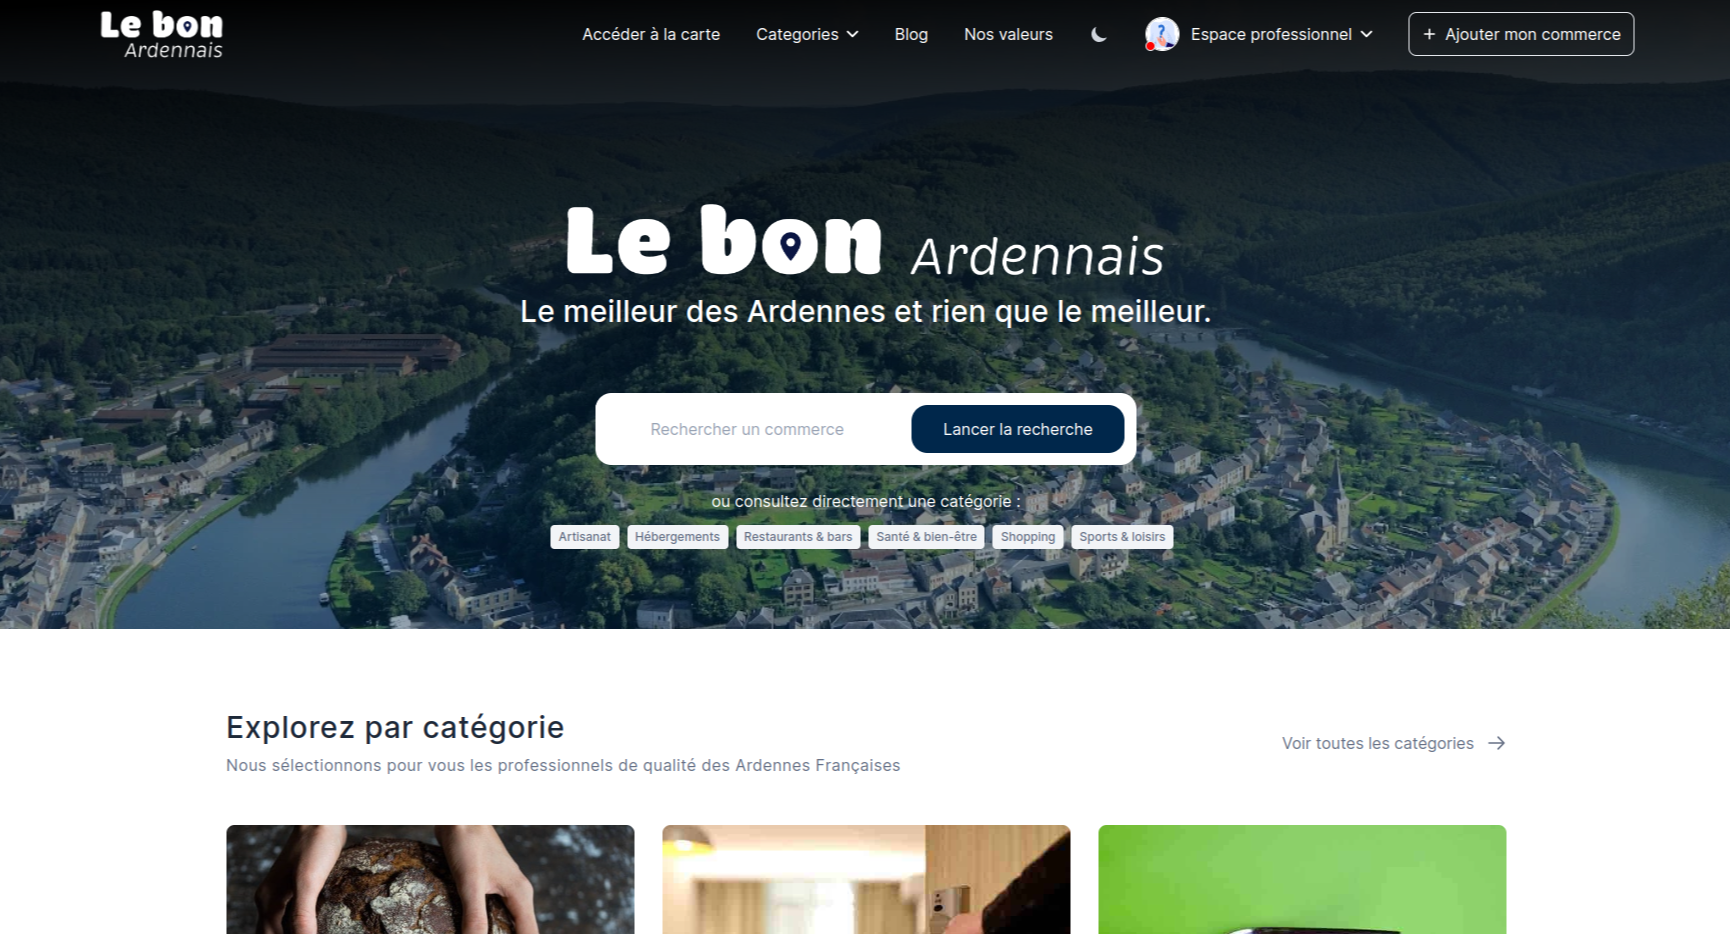 Le bon
Ardennais
Accéder à la carte
Categories
Blog
Nos valeurs
Espace professionnel
+ Ajouter mon commerce
Le bon Ardennais
Le meilleur des Ardennes et rien que le meilleur.
Rechercher un commerce
Lancer la recherche
ou consultez directement une catégorie :
Artisanat
Hébergements
Restaurants & bars
Santé & bien-être
Shopping
Sports & loisirs
Explorez par catégorie
Nous sélectionnons pour vous les professionnels de qualité des Ardennes Françaises
Voir toutes les catégories